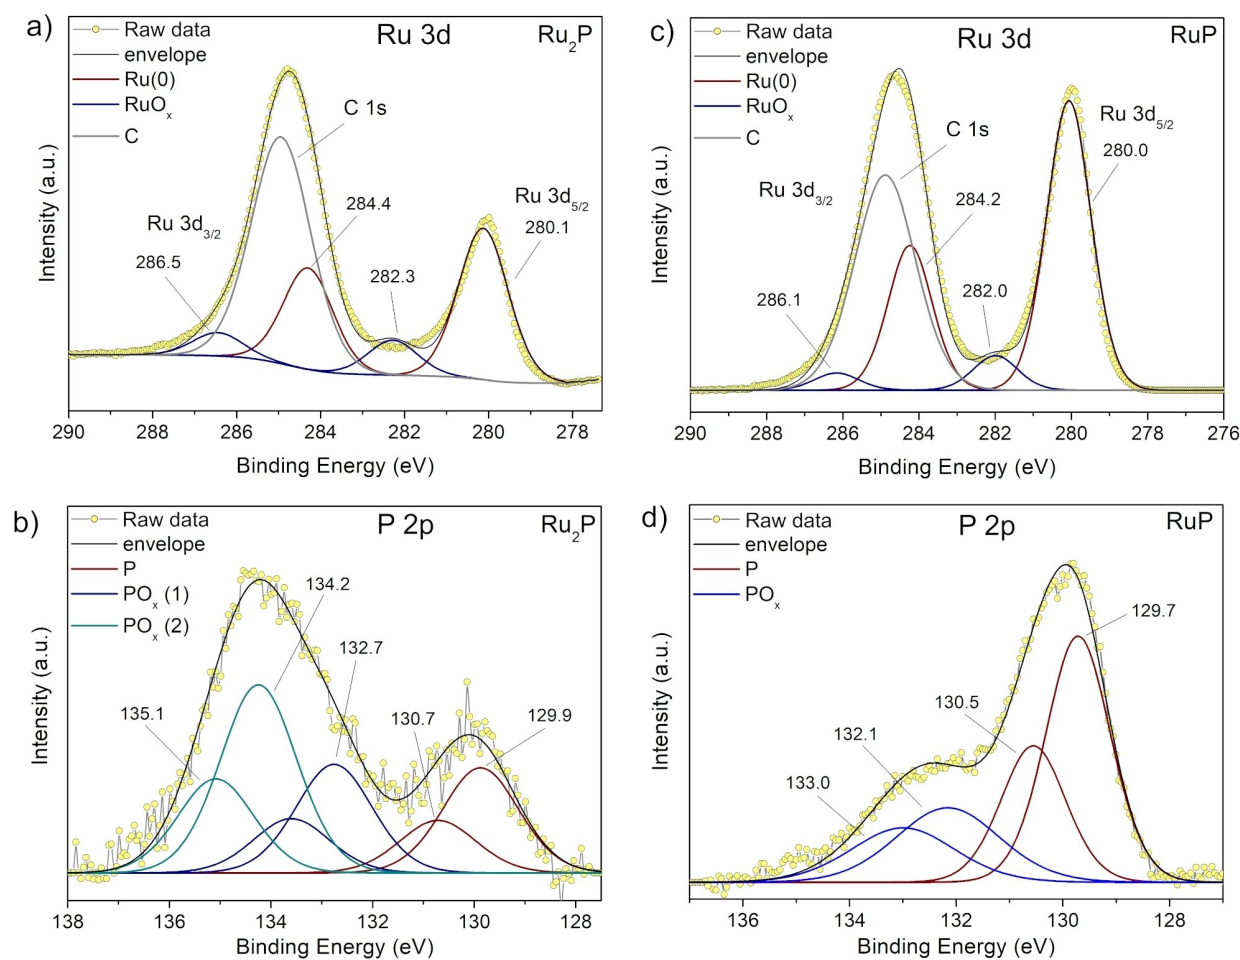 a)
Raw data
envelope
Ru(0)
RuOx
C
Ru 3d
Ru2P
C 1s
Ru 3d3/2
286.5
284.4
282.3
Ru 3d5/2
280.1
Intensity (a.u.)
290 288 286 284 282 280 278
Binding Energy (eV)
c)
Raw data
envelope
Ru(0)
RuOx
C
Ru 3d
RuP
C 1s
Ru 3d3/2
286.1
284.2
282.0
Ru 3d5/2
280.0
Intensity (a.u.)
290 288 286 284 282 280 278 276
Binding Energy (eV)
b)
Raw data
envelope
P
POx (1)
POx (2)
P 2p
Ru2P
134.2
132.7
135.1
130.7
129.9
Intensity (a.u.)
138 135 134 132 130 128
Binding Energy (eV)
d)
Raw data
envelope
P
POx
P 2p
RuP
129.7
130.5
132.1
133.0
Intensity (a.u.)
136 134 132 130 128
Binding Energy (eV)